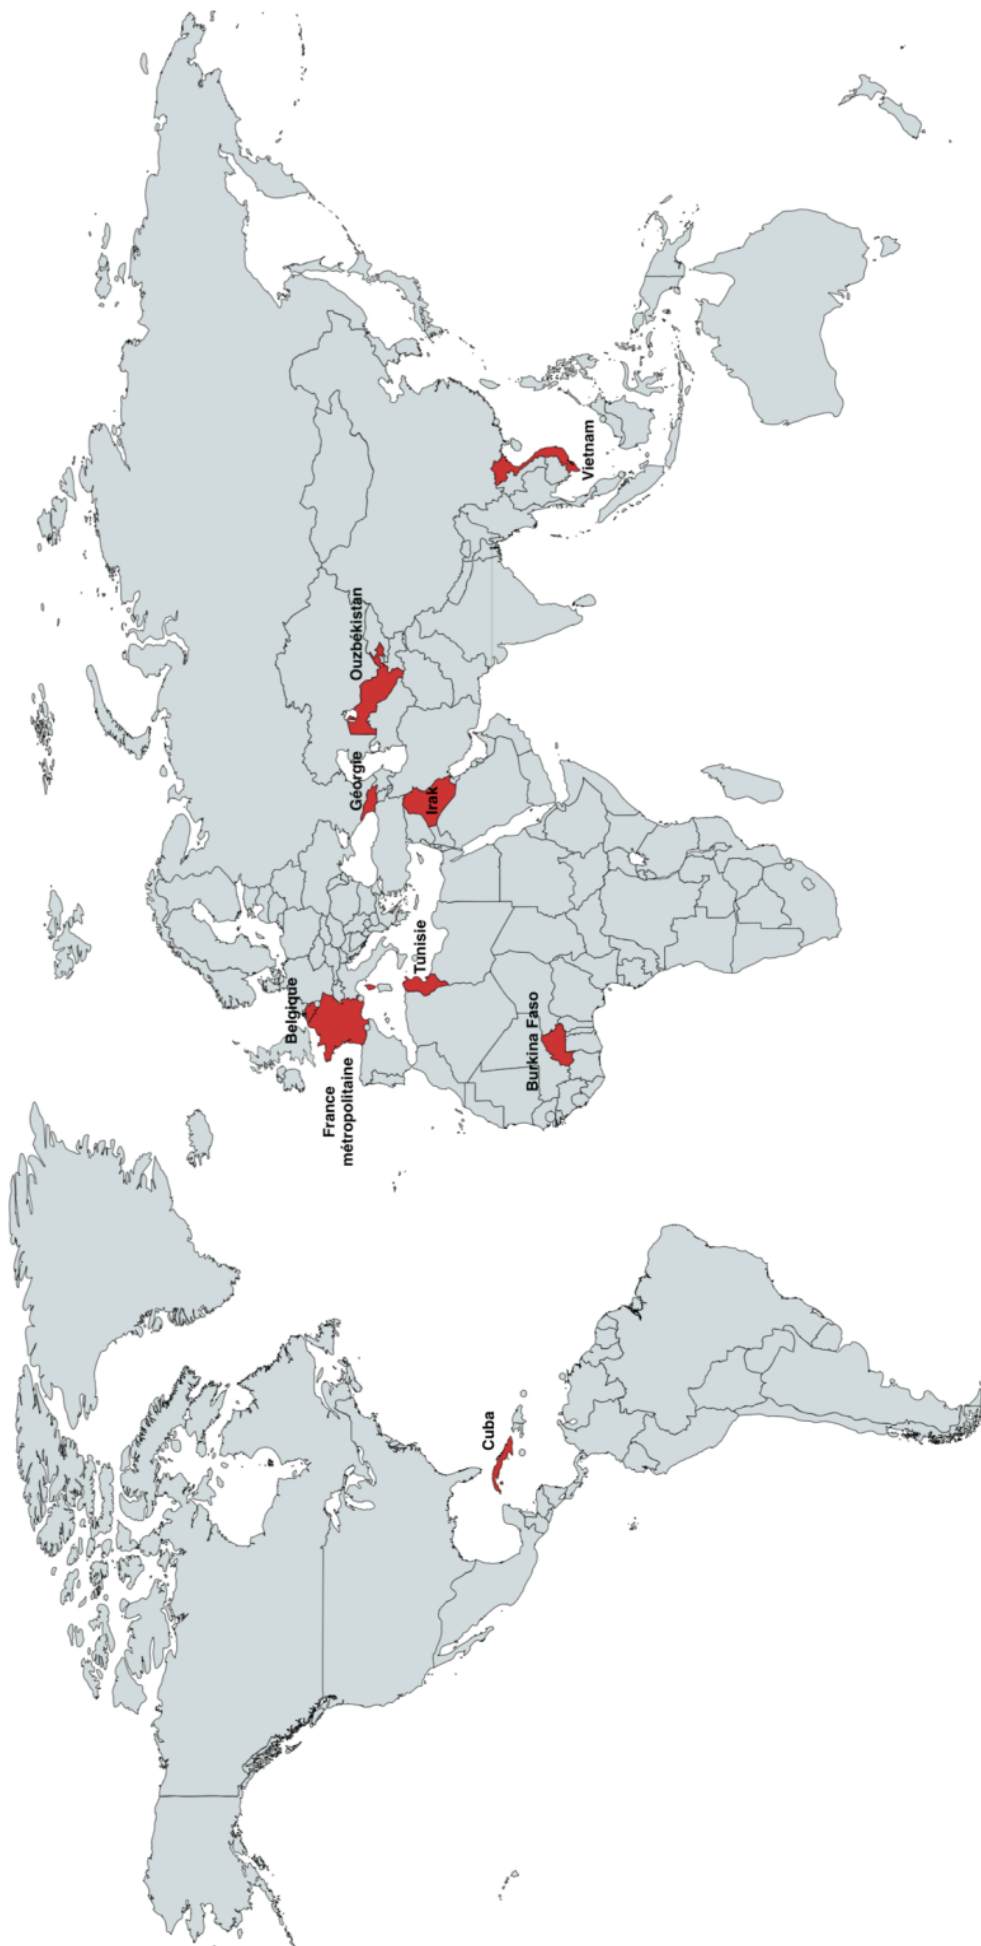 Belgique
France
métropolitaine
Géorgie
Ouzbékistan
Irak
Tunisie
Cuba
Burkina Faso
Vietnam